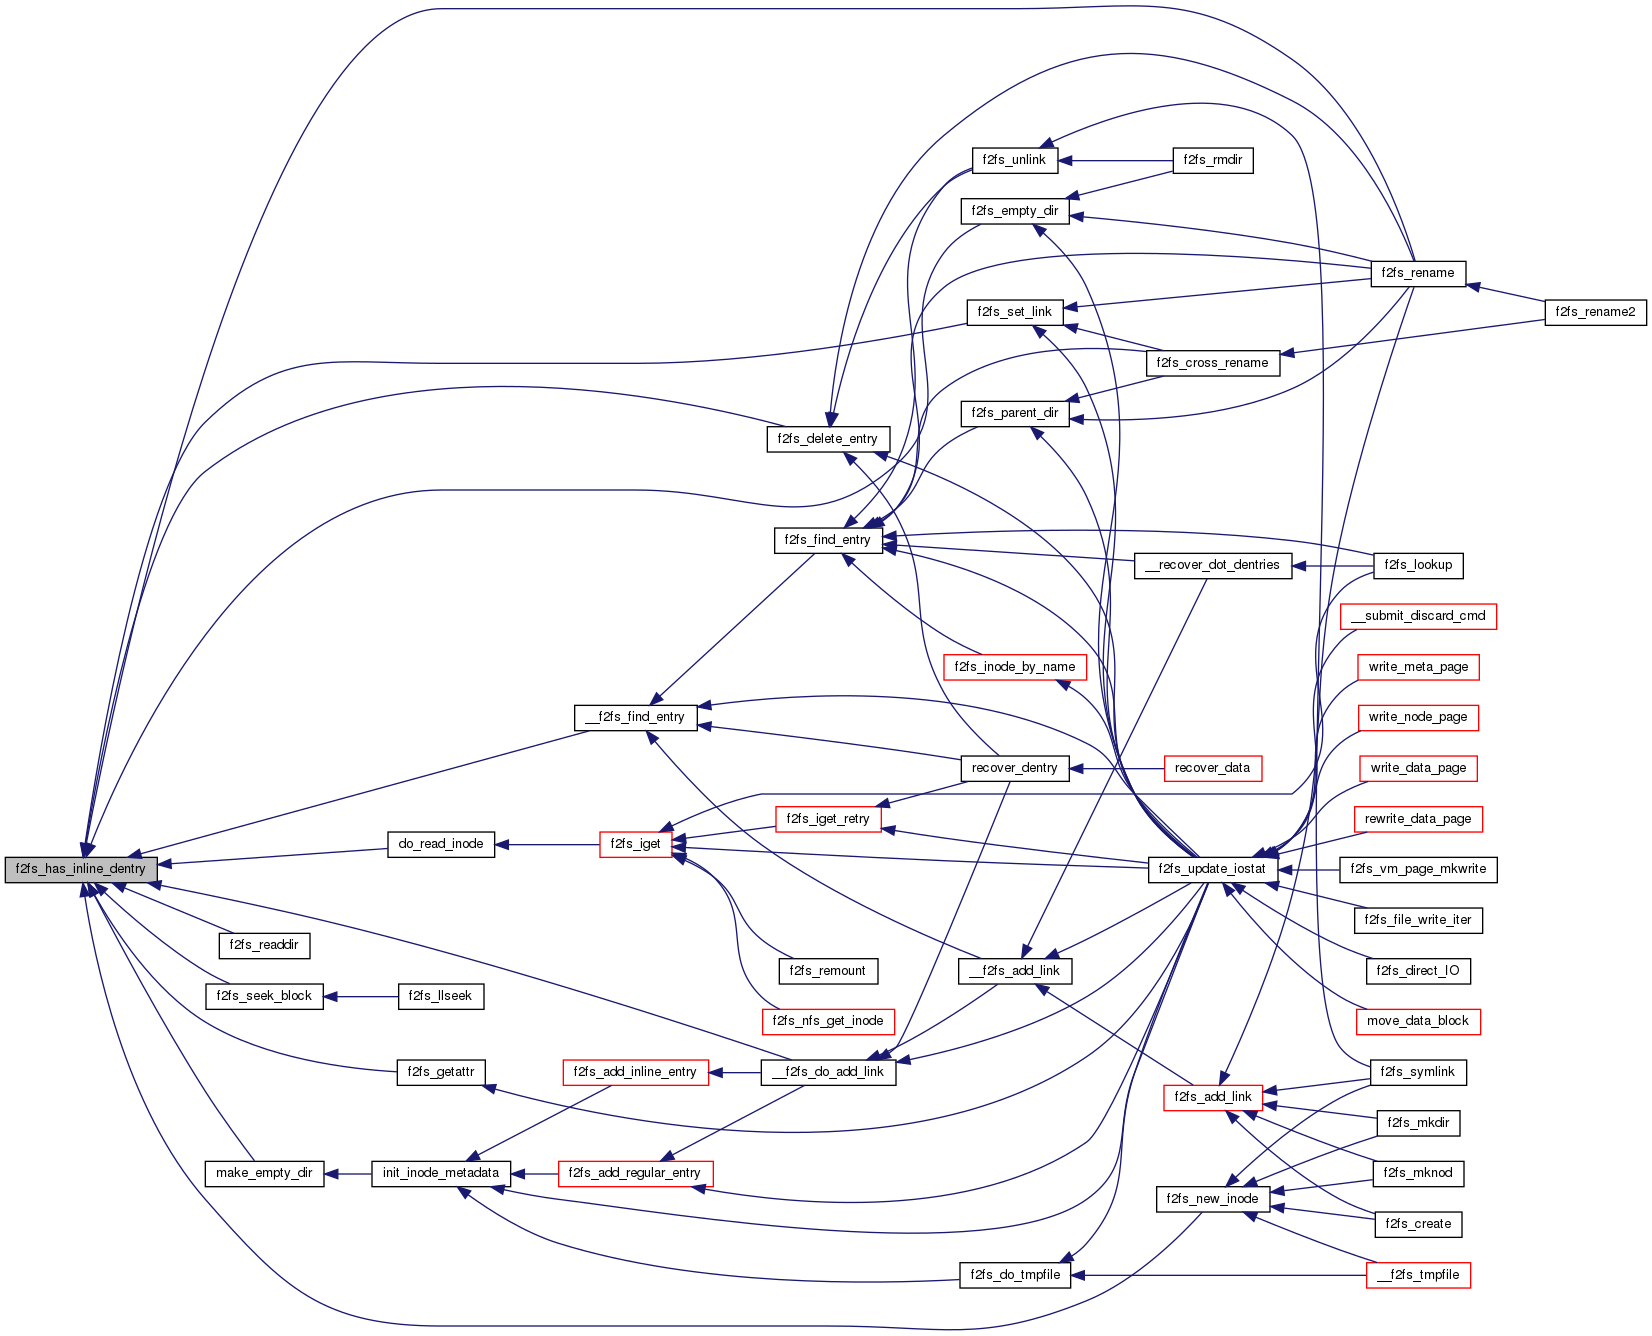 f2fs_unlink
f2fs_rmdir
f2fs_empty_dir
f2fs_rename
f2fs_set_link
f2fs_rename2
f2fs_cross_rename
f2fs_parent_dir
f2fs_delete_entry
f2fs_find_entry
__recover_dot_dentries
f2fs_lookup
__submit_discard_cmd
f2fs_inode_by_name
write_meta_page
__f2fs_find_entry
write_node_page
recover_dentry
recover_data
write_data_page
f2fs_iget_retry
rewrite_data_page
do_read_inode
f2fs_iget
f2fs_has_inline_dentry
f2fs_update_iostat
f2fs_vm_page_mkwrite
f2fs_file_write_iter
f2fs_readdir
f2fs_remount
__f2fs_add_link
f2fs_direct_IO
f2fs_seek_block
f2fs_llseek
f2fs_nfs_get_inode
move_data_block
f2fs_getattr
f2fs_add_inline_entry
__f2fs_do_add_link
f2fs_symlink
f2fs_add_link
f2fs_mkdir
make_empty_dir
init_inode_metadata
f2fs_add_regular_entry
f2fs_mknod
f2fs_new_inode
f2fs_create
f2fs_do_tmpfile
__f2fs_tmpfile